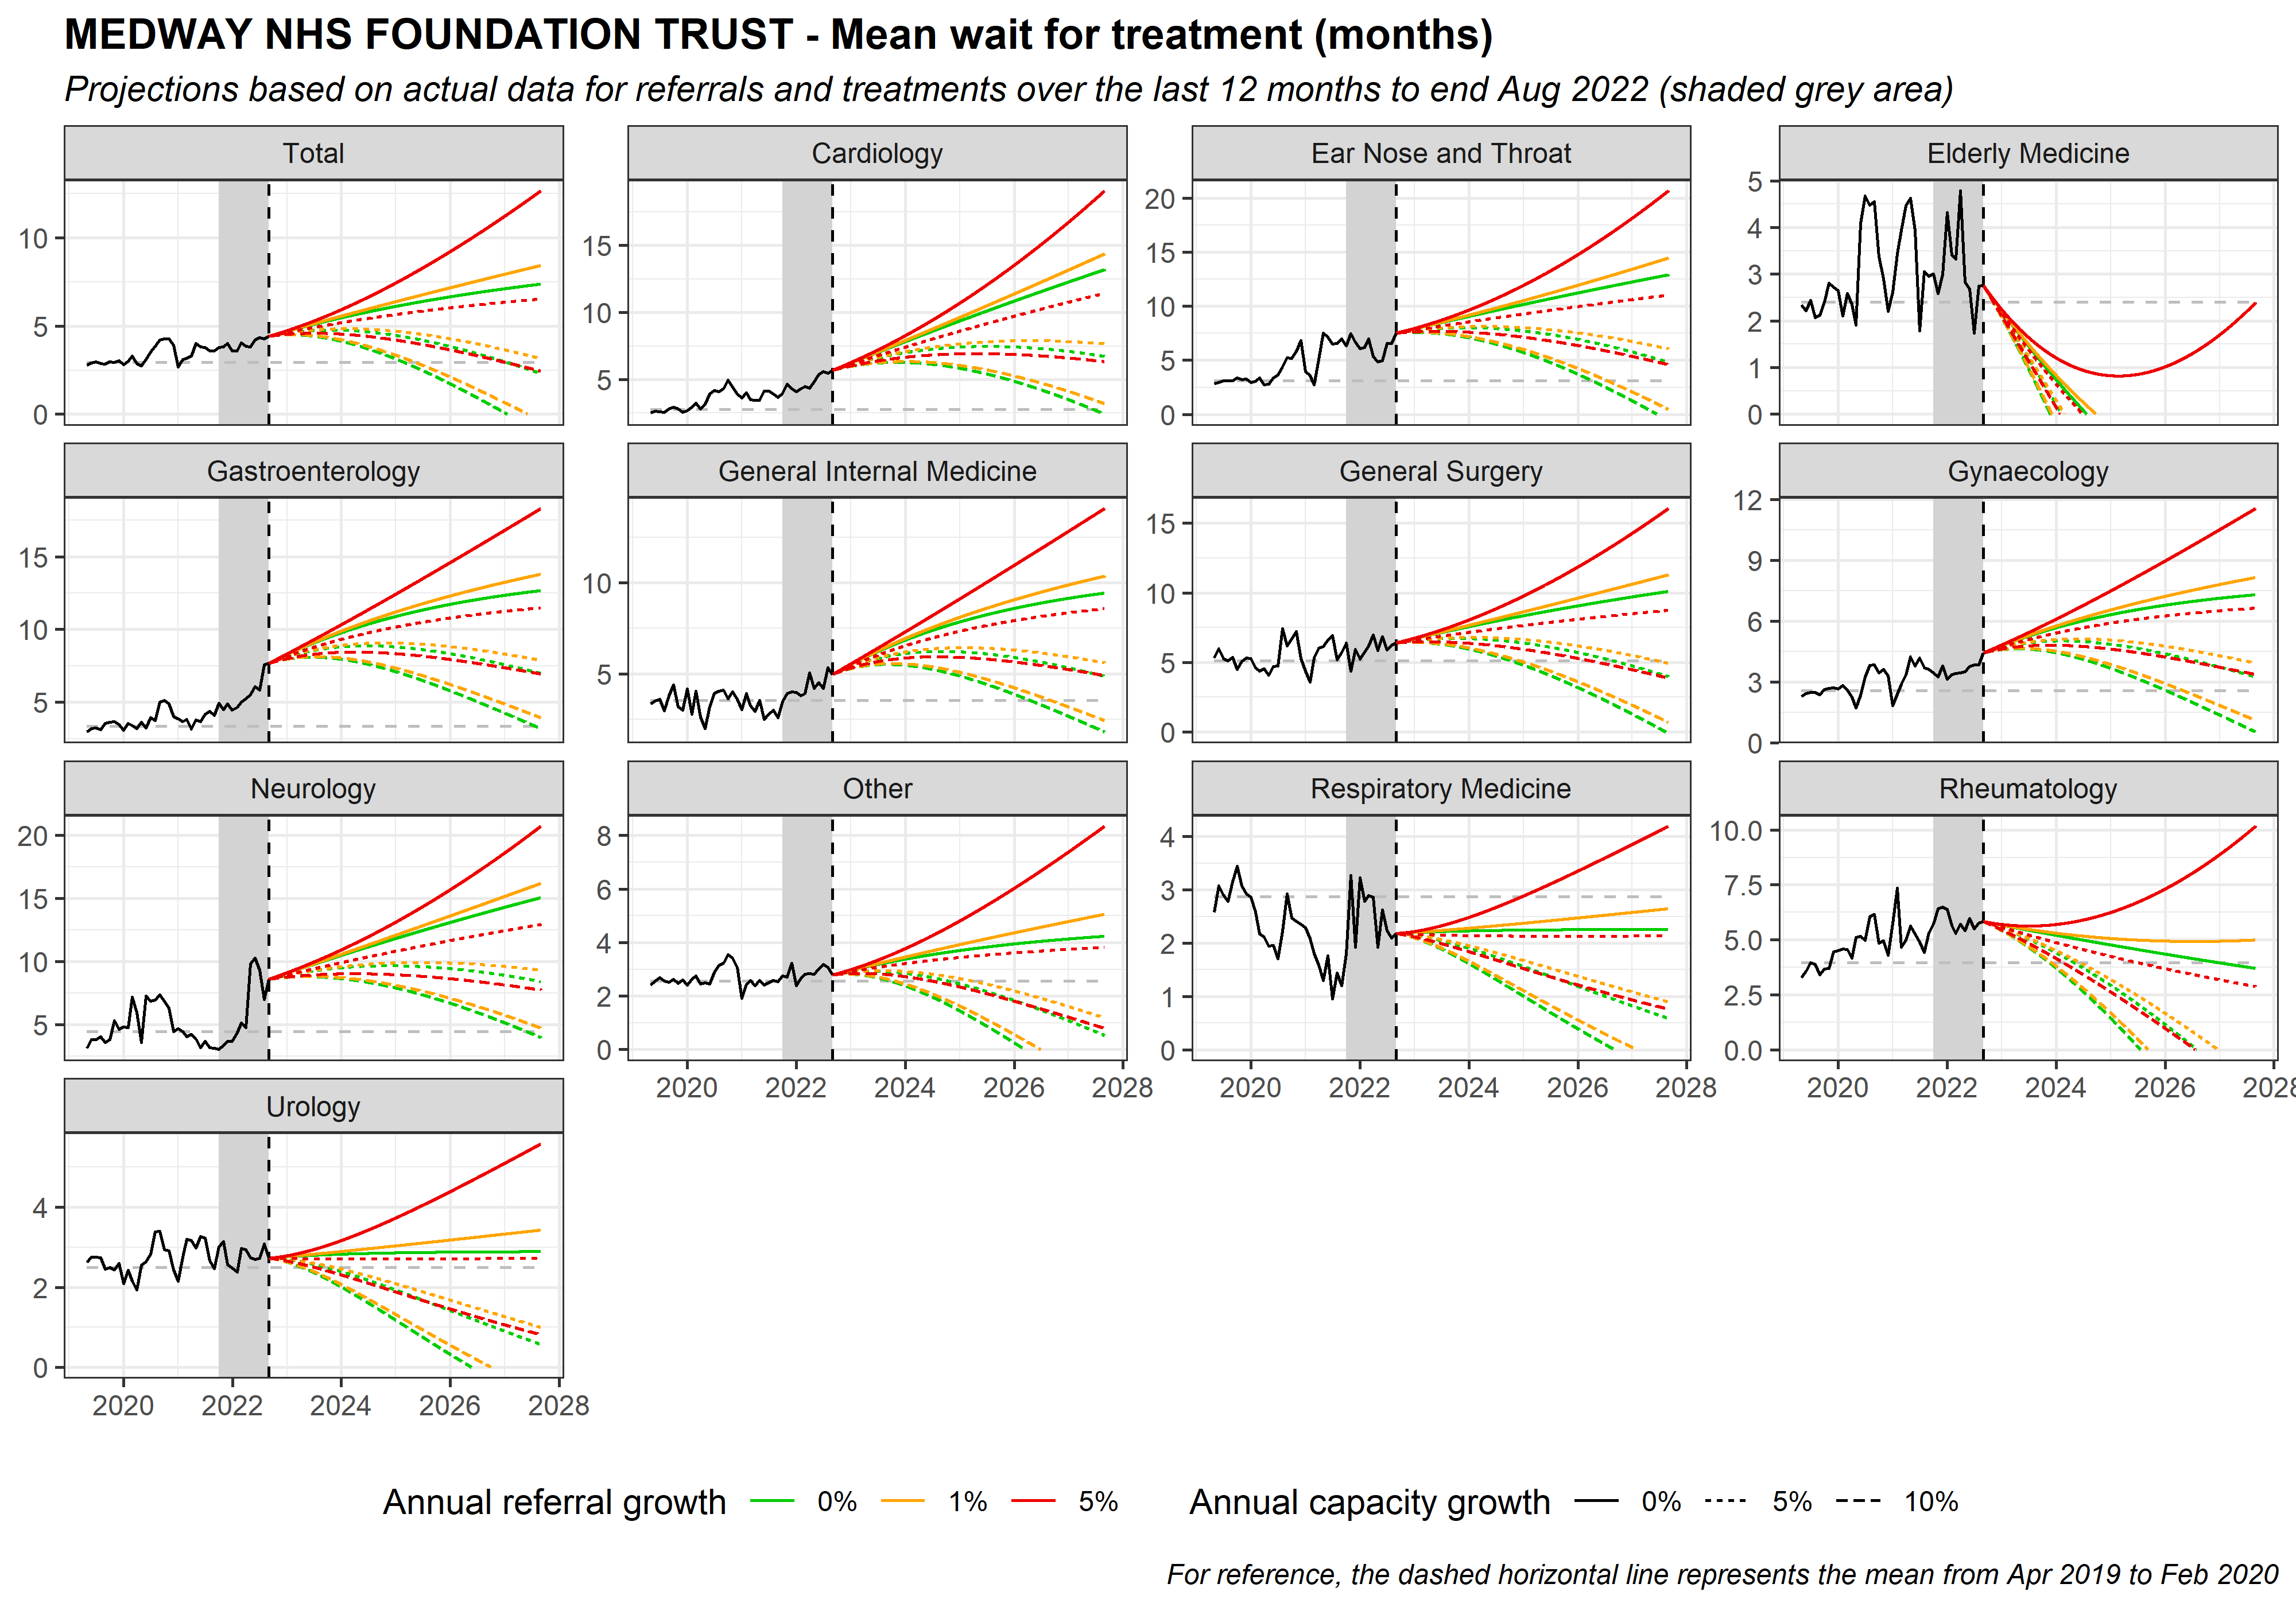 MEDWAY NHS FOUNDATION TRUST - Mean wait for treatment (months)
Projections based on actual data for referrals and treatments over the last 12 months to end Aug 2022 (shaded grey area)
Total
Cardiology
Ear Nose and Throat
Elderly Medicine
10
5
0
15
10
5
20
15
10
5
0
5
4
3
2
1
0
Gastroenterology
General Internal Medicine
General Surgery
Gynaecology
15
10
5
10
5
15
10
5
0
12
9
6
3
0
Neurology
Other
Respiratory Medicine
Rheumatology
20
15
10
5
8
6
4
2
0
4
3
2
1
0
10.0
7.5
5.0
2.5
0.0
2020 2022 2024 2026 2028
2020 2022 2024 2026 2028
2020 2022 2024 2026 2028
Urology
4
2
0
2020 2022 2024 2026 2028
Annual referral growth 0% 1% 5%
Annual capacity growth 0% 5% 10%
For reference, the dashed horizontal line represents the mean from Apr 2019 to Feb 2020